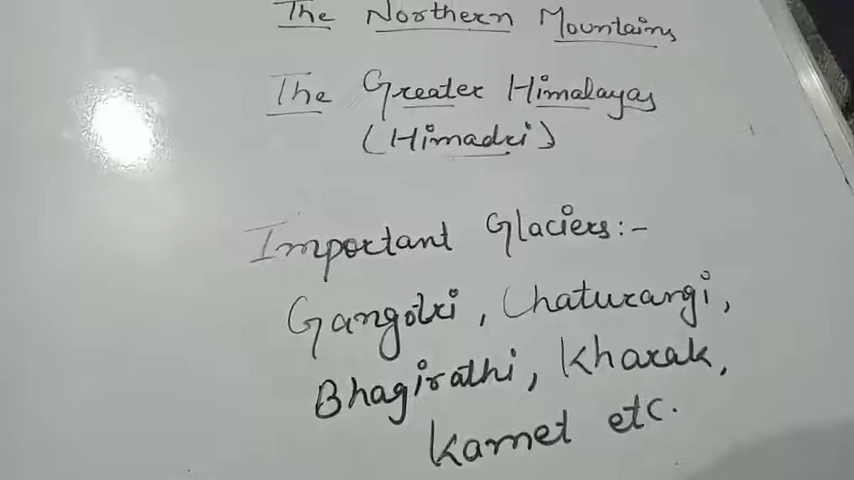 The Northern Mountains
The Greater Himalayas
(Himadri)
Important Glaciers:-
Gangotri, Chaturangi,
Bhagirathi, Kharak,
Kamet etc.